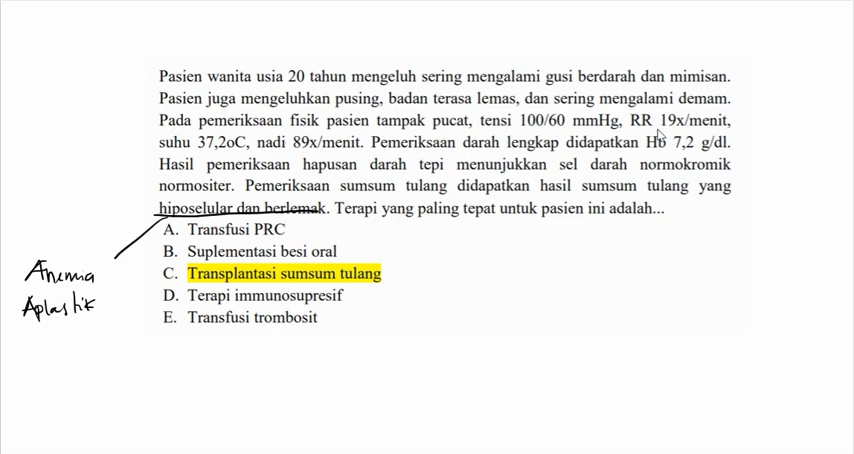 Pasien wanita usia 20 tahun mengeluh sering mengalami gusi berdarah dan mimisan.
Pasien juga mengeluhkan pusing, badan terasa lemas, dan sering mengalami demam.
Pada pemeriksaan fisik pasien tampak pucat, tensi 100/60 mmHg, RR 19x/menit,
suhu 37,2oC, nadi 89x/menit. Pemeriksaan darah lengkap didapatkan Hb 7,2 g/dl.
Hasil pemeriksaan hapusan darah tepi menunjukkan sel darah normokromik
normositer. Pemeriksaan sumsum tulang didapatkan hasil sumsum tulang yang
hiposelular dan berlemak. Terapi yang paling tepat untuk pasien ini adalah...
A. Transfusi PRC
B. Suplementasi besi oral
C. Transplantasi sumsum tulang
D. Terapi immunosupresif
E. Transfusi trombosit
Anemia
Aplastik